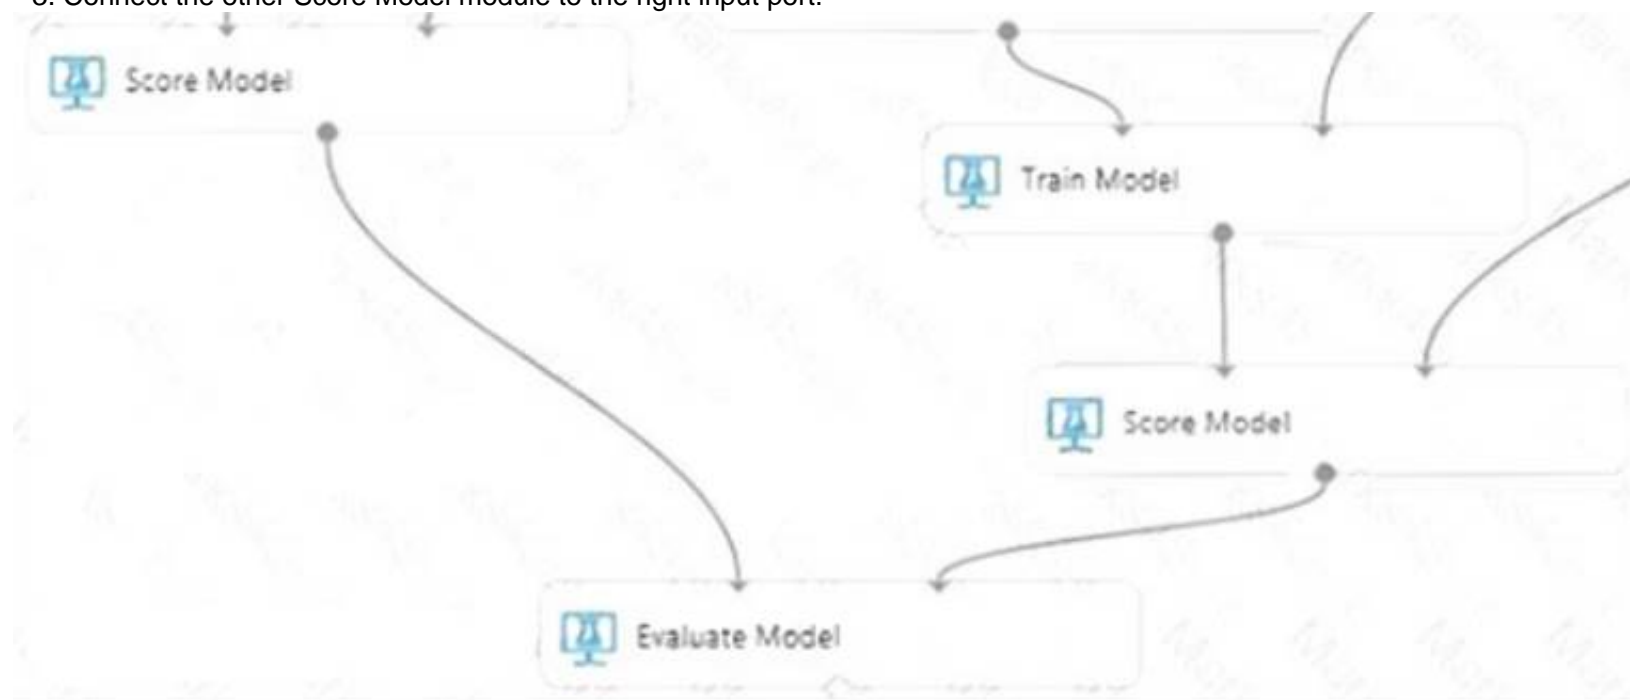 3. Connect the other Score Model module to the right input port.
Score Model
Train Model
Score Model
Evaluate Model